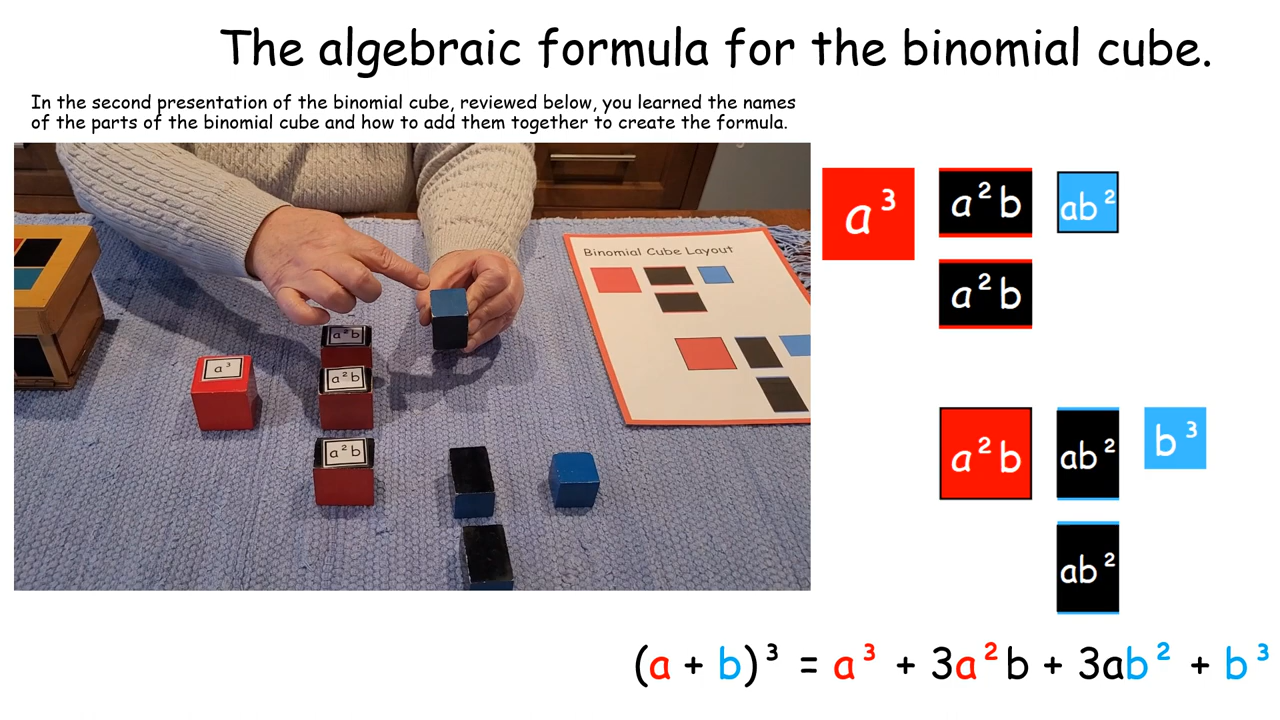 The algebraic formula for the binomial cube.
In the second presentation of the binomial cube, reviewed below, you learned the names
of the parts of the binomial cube and how to add them together to create the formula.
Binomial Cube Layout
a²b
a³
a²b
a²b
a³
a²b
ab²
a²b
a²b
ab²
b³
ab²
(a + b)³ = a³ + 3a²b + 3ab² + b³